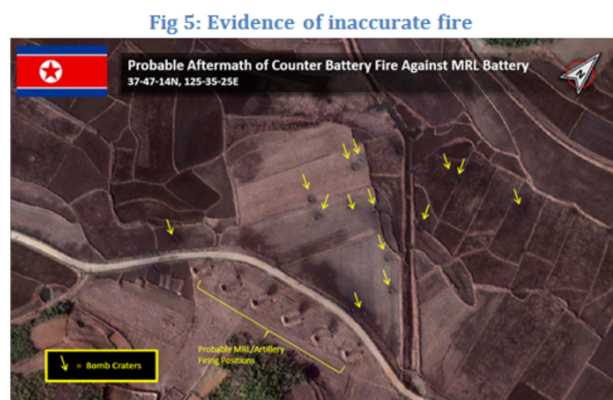 Fig 5: Evidence of inaccurate fire
Probable Aftermath of Counter Battery Fire Against MRL Battery
37-47-14N, 125-35-25E
N
Probable MRL/Artillery
Firing Positions
= Bomb Craters